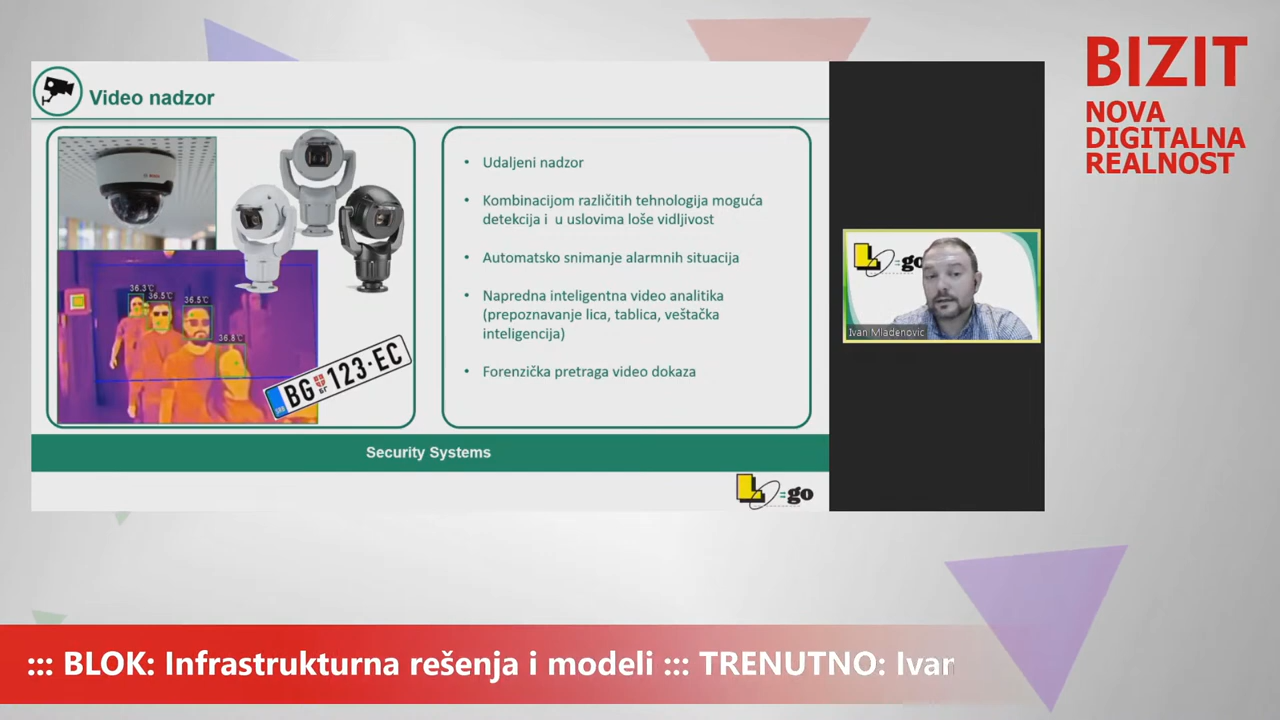 BIZIT
NOVA
DIGITALNA
REALNOST
Video nadzor
BOSCH
36.3°C
36.5°C
36.5°C
36.8°C
BG 123·EC
SRB
• Udaljeni nadzor
• Kombinacijom različitih tehnologija moguća
detekcija i u uslovima loše vidljivost
• Automatsko snimanje alarmnih situacija
• Napredna inteligentna video analitika
(prepoznavanje lica, tablica, veštačka
inteligencija)
• Forenzička pretraga video dokaza
Security Systems
L=go
L=go
Ivan Mladenovic
::: BLOK: Infrastrukturna rešenja i modeli ::: TRENUTNO: Ivan